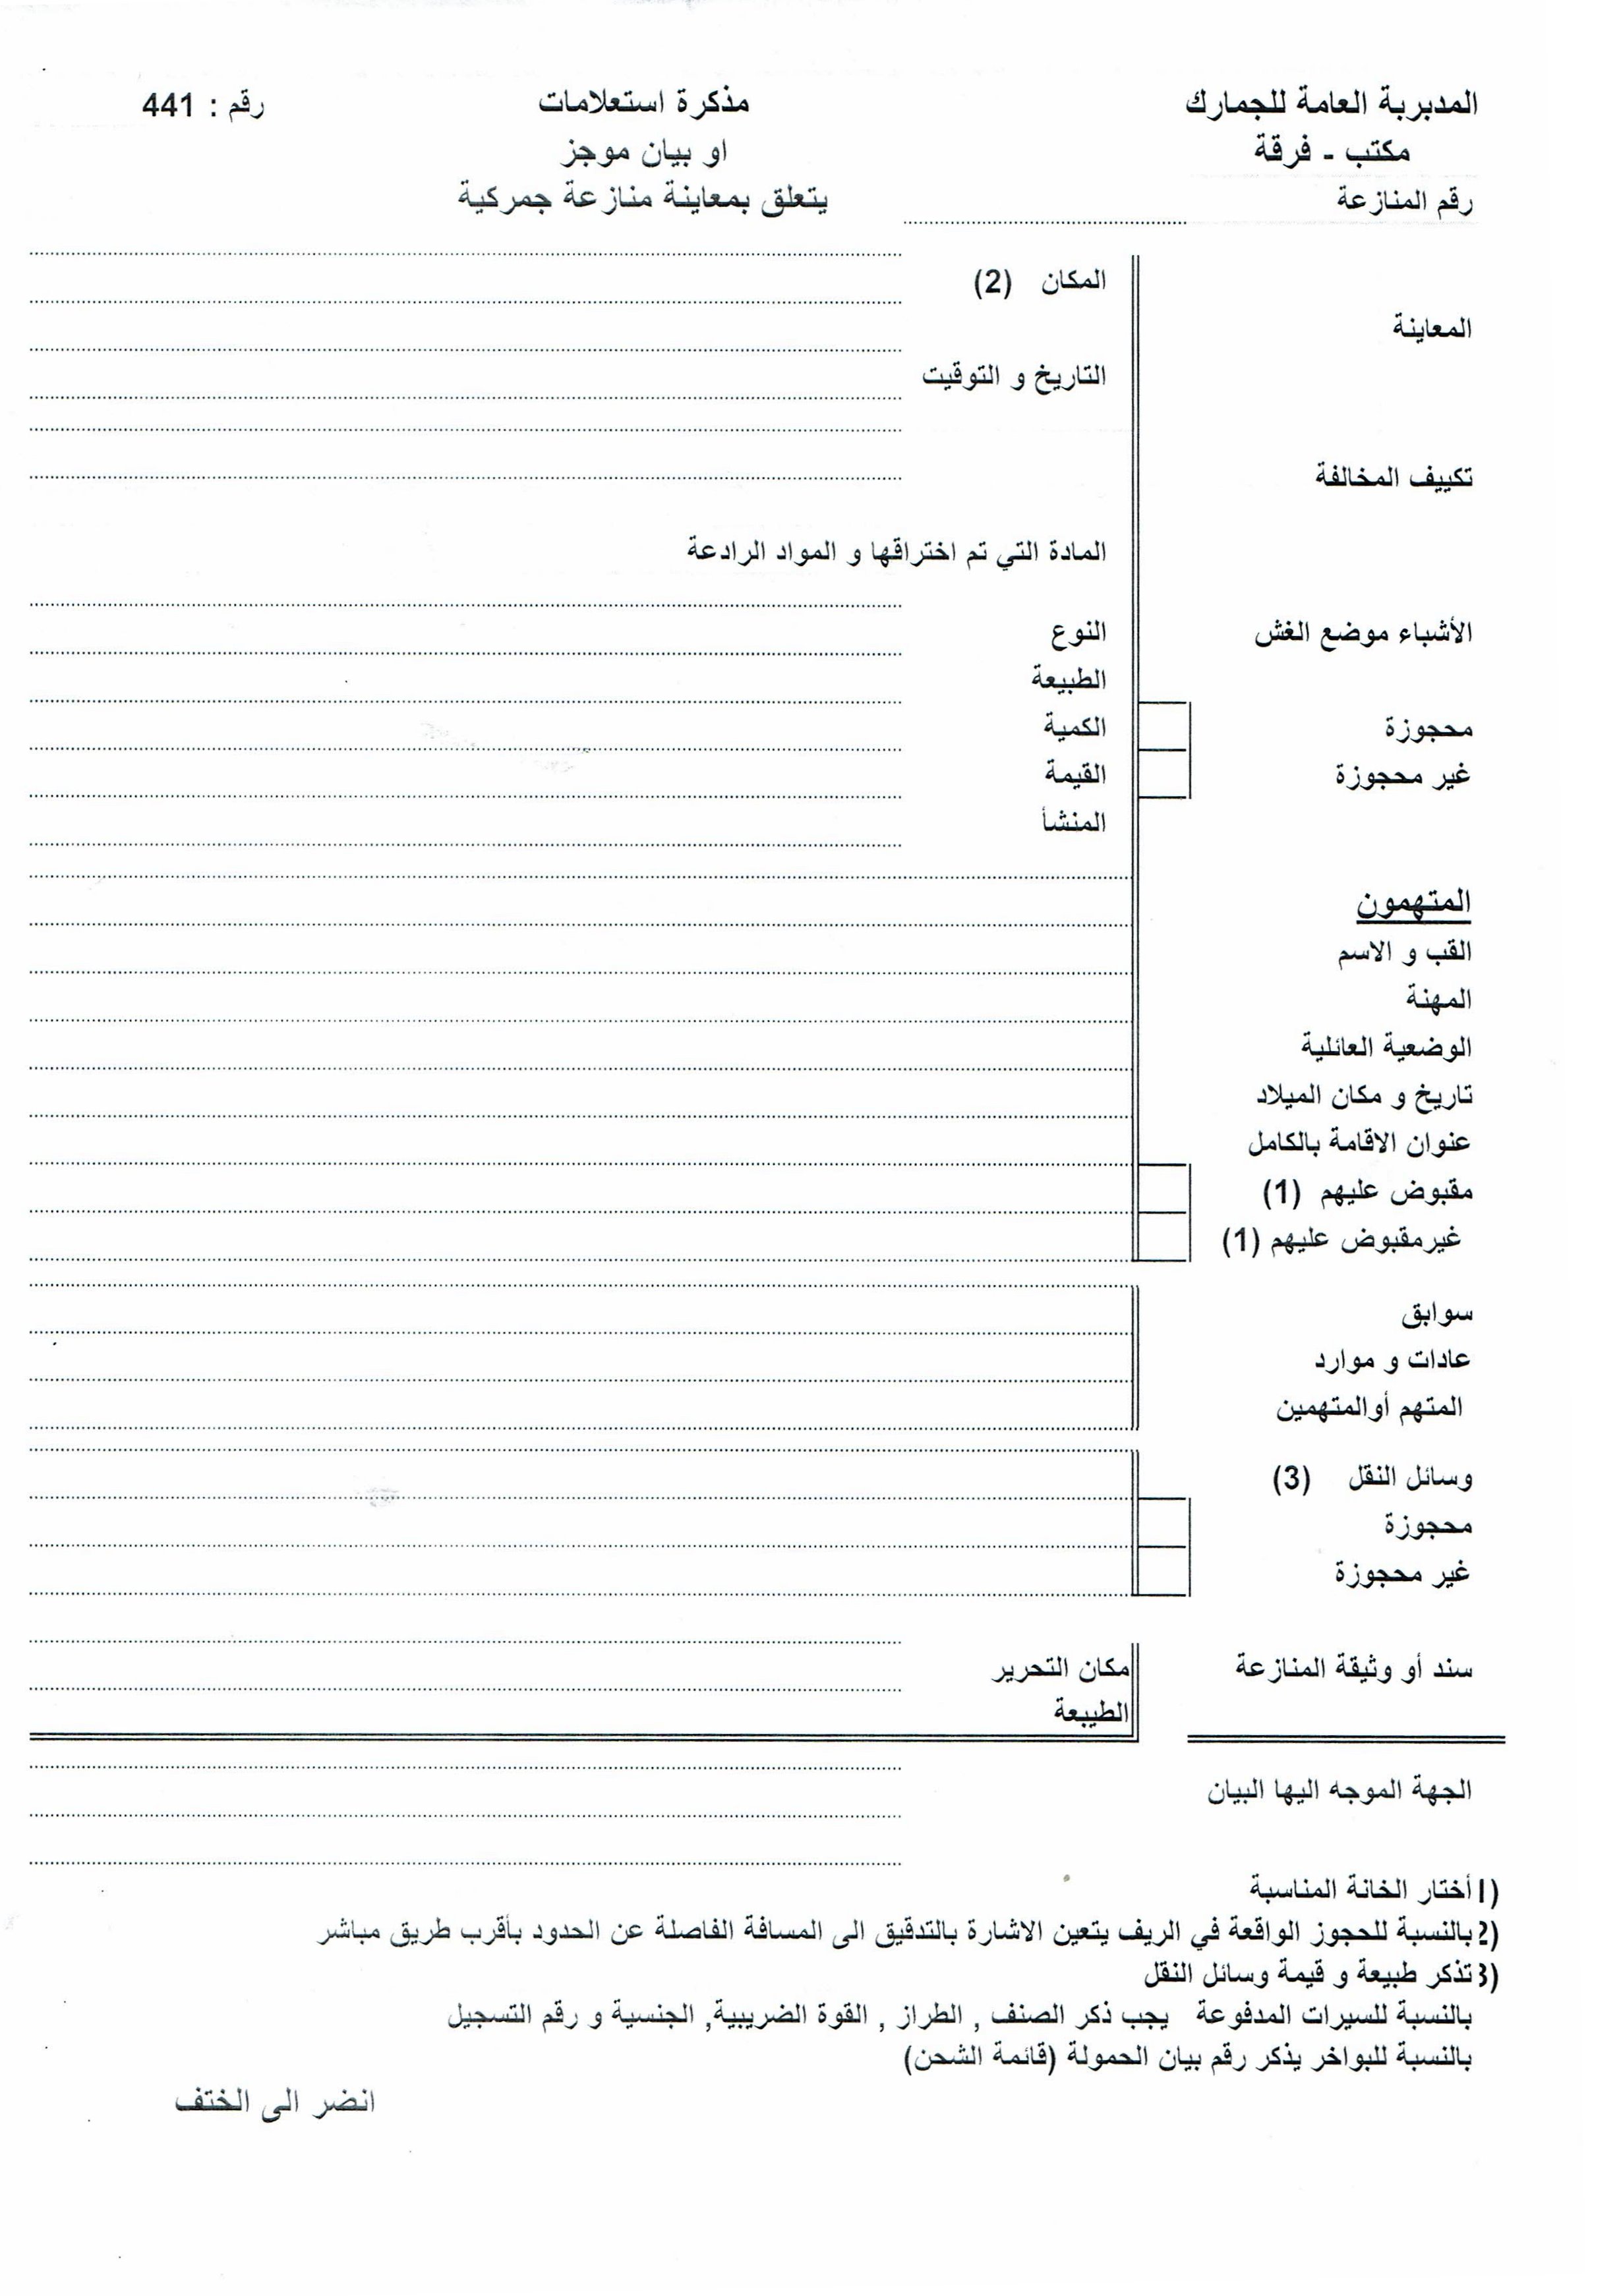 المدبربة العامة للجمارك
مذكرة استعلامات
رقم : 441
مكتب - فرقة
او بيان موجز
رقم المنازعة
يتعلق بمعاينة منازعة جمركية
المكان (2)
المعاينة
التاريخ و التوقيت
تكييف المخالفة
المادة التي تم اختراقها و المواد الرادعة
الأشباء موضع الغش
النوع
الطبيعة
محجوزة
الكمية
غير محجوزة
القيمة
المنشأ
المتهمون
القب و الاسم
المهنة
الوضعية العائلية
تاريخ و مكان الميلاد
عنوان الاقامة بالكامل
مقبوض عليهم (1)
غيرمقبوض عليهم (1)
سوابق
عادات و موارد
المتهم أوالمتهمين
وسائل النقل (3)
محجوزة
غير محجوزة
سند أو وثيقة المنازعة
مكان التحرير
الطيبعة
الجهة الموجه اليها البيان
1) أختار الخانة المناسبة
2) بالنسبة للحجوز الواقعة في الريف يتعين الاشارة بالتدقيق الى المسافة الفاصلة عن الحدود بأقرب طريق مباشر
3) تذكر طبيعة و قيمة وسائل النقل
بالنسبة للسيرات المدفوعة يجب ذكر الصنف , الطراز , القوة الضريبية, الجنسية و رقم التسجيل
بالنسبة للبواخر يذكر رقم بيان الحمولة (قائمة الشحن)
انضر الى الختف